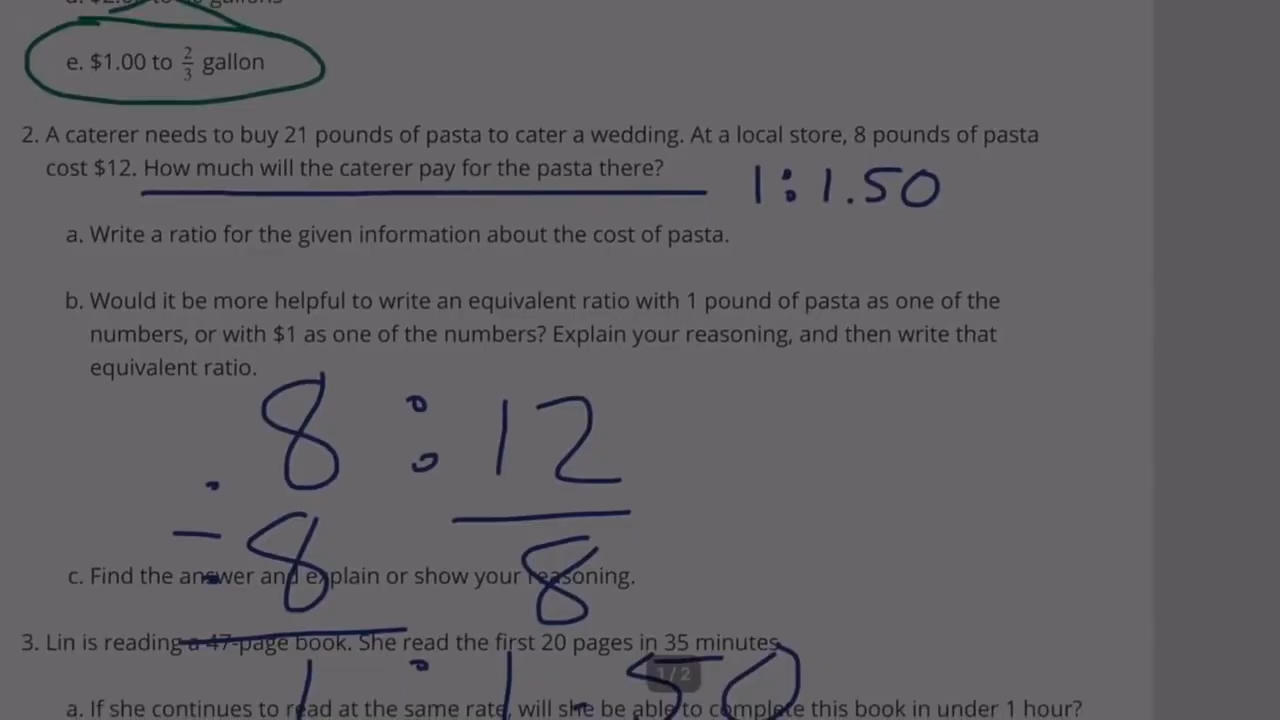 e. $1.00 to 2/3 gallon
2. A caterer needs to buy 21 pounds of pasta to cater a wedding. At a local store, 8 pounds of pasta
cost $12. How much will the caterer pay for the pasta there?
1:1.50
a. Write a ratio for the given information about the cost of pasta.
b. Would it be more helpful to write an equivalent ratio with 1 pound of pasta as one of the
numbers, or with $1 as one of the numbers? Explain your reasoning, and then write that
equivalent ratio.
8 : 12
÷ 8 8
c. Find the answer and explain or show your reasoning.
3. Lin is reading a 47-page book. She read the first 20 pages in 35 minutes.
1 : 1.50
1 / 2
a. If she continues to read at the same rate, will she be able to complete this book in under 1 hour?